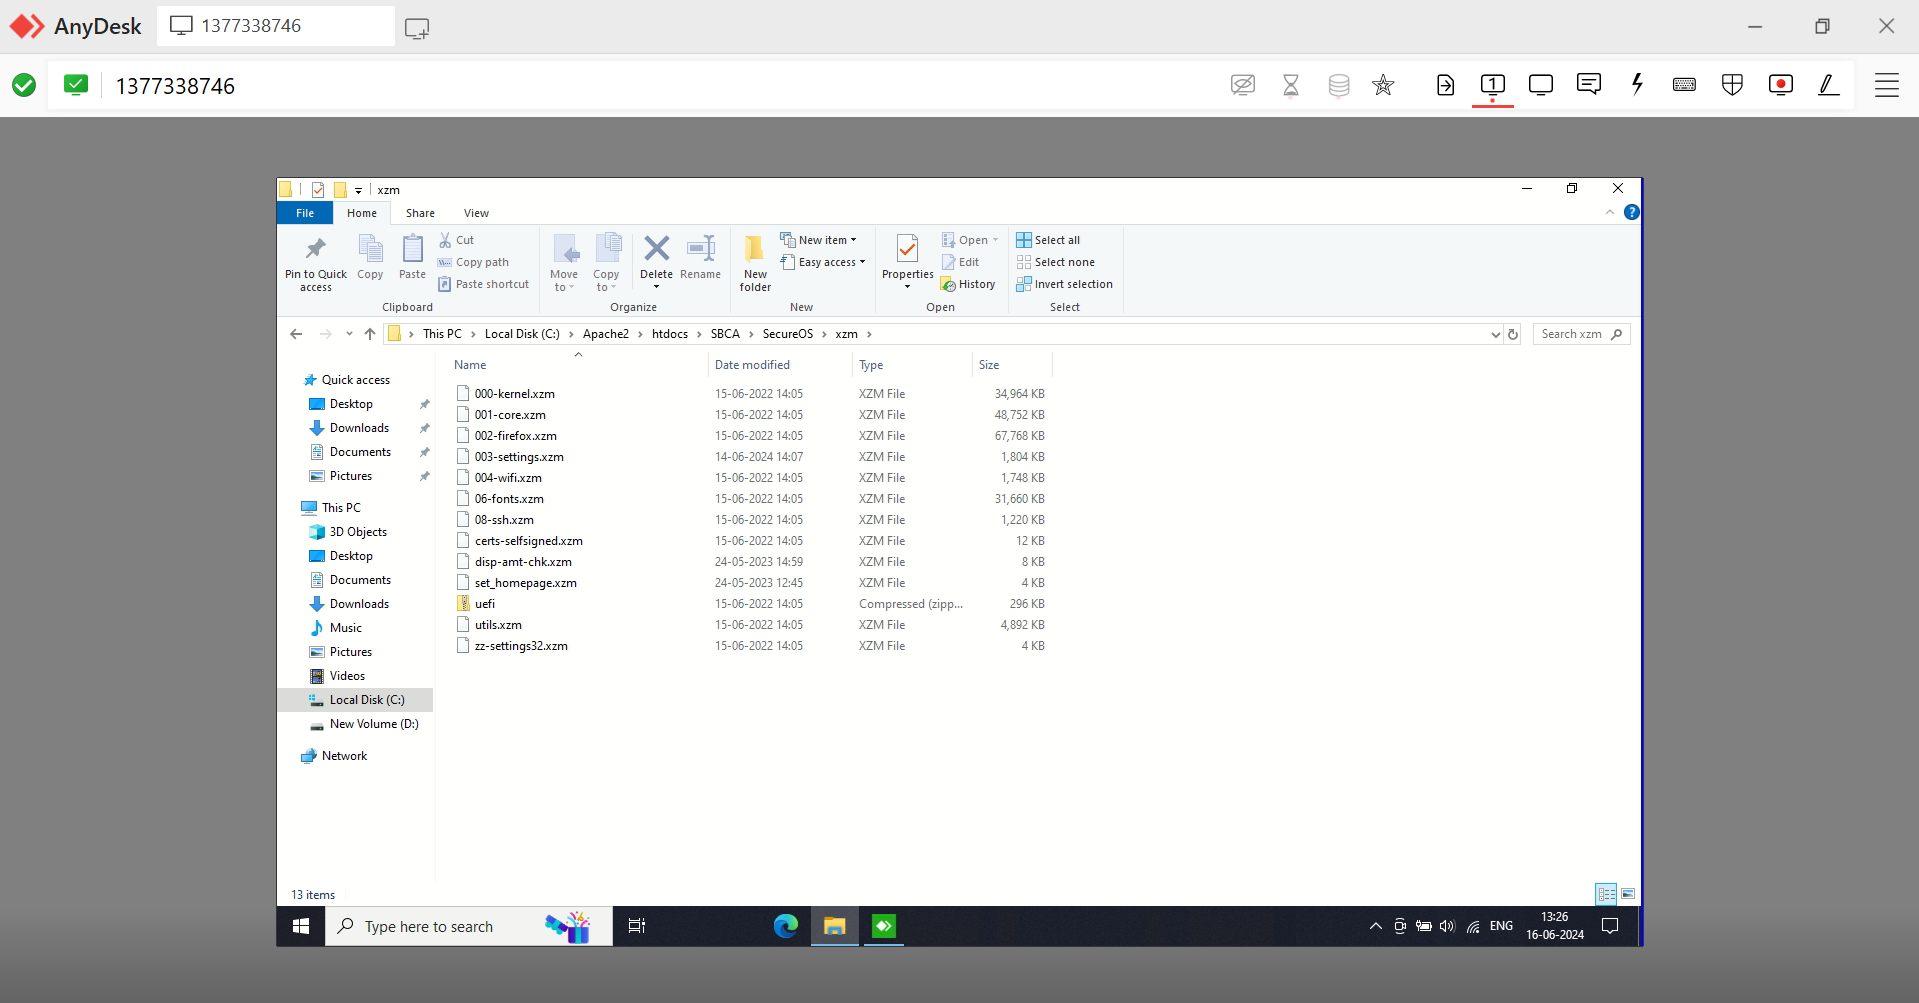 AnyDesk 1377338746
1377338746
1
xzm
File Home Share View
?
Pin to Quick access
Copy
Paste
Cut
Copy path
Paste shortcut
Clipboard
Move to
Copy to
Delete
Rename
Organize
New folder
New item
Easy access
New
Properties
Open
Edit
History
Open
Select all
Select none
Invert selection
Select
This PC Local Disk (C:) Apache2 htdocs SBCA SecureOS xzm
Search xzm
Quick access
Desktop
Downloads
Documents
Pictures
This PC
3D Objects
Desktop
Documents
Downloads
Music
Pictures
Videos
Local Disk (C:)
New Volume (D:)
Network
Name Date modified Type Size
000-kernel.xzm 15-06-2022 14:05 XZM File 34,964 KB
001-core.xzm 15-06-2022 14:05 XZM File 48,752 KB
002-firefox.xzm 15-06-2022 14:05 XZM File 67,768 KB
003-settings.xzm 14-06-2024 14:07 XZM File 1,804 KB
004-wifi.xzm 15-06-2022 14:05 XZM File 1,748 KB
06-fonts.xzm 15-06-2022 14:05 XZM File 31,660 KB
08-ssh.xzm 15-06-2022 14:05 XZM File 1,220 KB
certs-selfsigned.xzm 15-06-2022 14:05 XZM File 12 KB
disp-amt-chk.xzm 24-05-2023 14:59 XZM File 8 KB
set_homepage.xzm 24-05-2023 12:45 XZM File 4 KB
uefi 15-06-2022 14:05 Compressed (zipp... 296 KB
utils.xzm 15-06-2022 14:05 XZM File 4,892 KB
zz-settings32.xzm 15-06-2022 14:05 XZM File 4 KB
13 items
Type here to search
ENG
13:26
16-06-2024